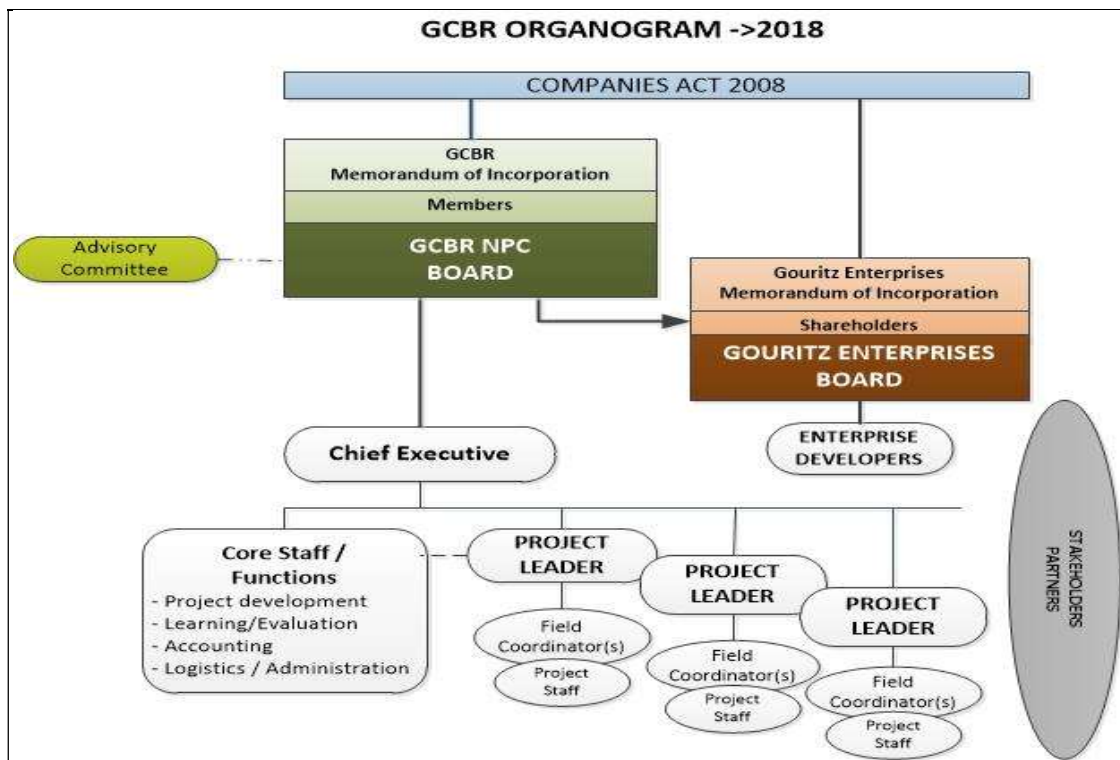 GCBR ORGANOGRAM ->2018
COMPANIES ACT 2008
GCBR
Memorandum of Incorporation
Members
GCBR NPC
BOARD
Advisory
Committee
Gouritz Enterprises
Memorandum of Incorporation
Shareholders
GOURITZ ENTERPRISES
BOARD
Chief Executive
ENTERPRISE
DEVELOPERS
Core Staff /
Functions
- Project development
- Learning/Evaluation
- Accounting
- Logistics / Administration
PROJECT
LEADER
Field
Coordinator(s)
Project
Staff
PROJECT
LEADER
Field
Coordinator(s)
Project
Staff
PROJECT
LEADER
Field
Coordinator(s)
Project
Staff
STAKEHOLDERS
PARTNERS